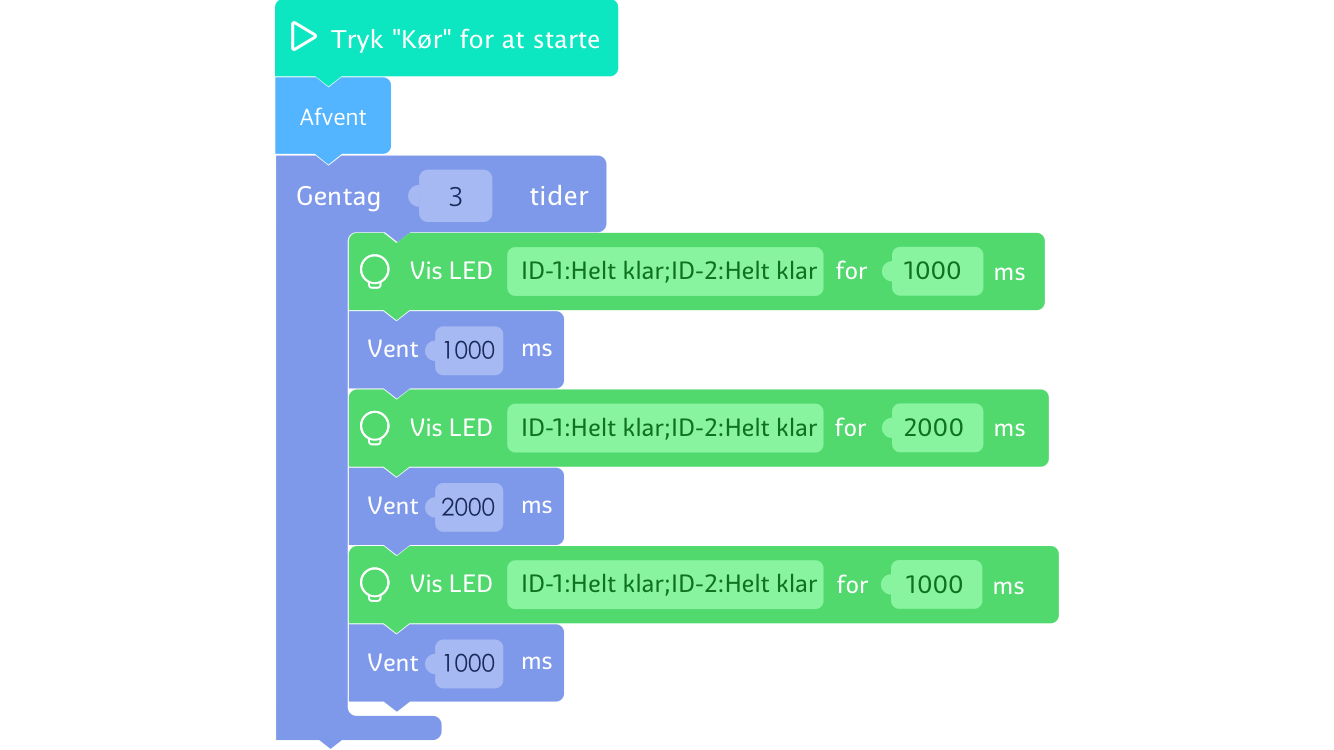 Tryk "Kør" for at starte
Afvent
Gentag 3 tider
Vis LED ID-1:Helt klar;ID-2:Helt klar for 1000 ms
Vent 1000 ms
Vis LED ID-1:Helt klar;ID-2:Helt klar for 2000 ms
Vent 2000 ms
Vis LED ID-1:Helt klar;ID-2:Helt klar for 1000 ms
Vent 1000 ms